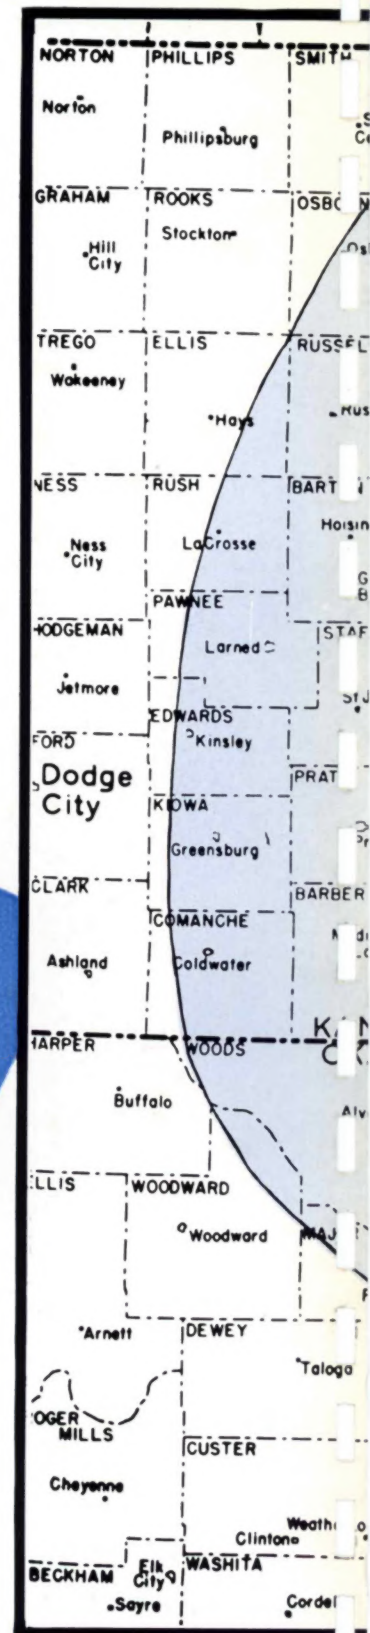 NORTON PHILLIPS SMITH
Norton
Phillipsburg
GRAHAM ROOKS
Stockton
Hill
City
TREGO ELLIS
Wakeeney
Hays
NESS RUSH
LaCrosse
Ness
City
PAWNEE
HODGEMAN
Larned
Jetmore
EDWARDS
FORD
Kinsley
Dodge
City
KIOWA
Greensburg
CLARK
BARBER
COMANCHE
Ashland
Coldwater
HARPER WOODS
Buffalo
ELLIS WOODWARD
Woodward
Arnett DEWEY
Taloga
ROGER
MILLS
CUSTER
Cheyenne
Clinton
BECKHAM
Elk
City
WASHITA
Sayre